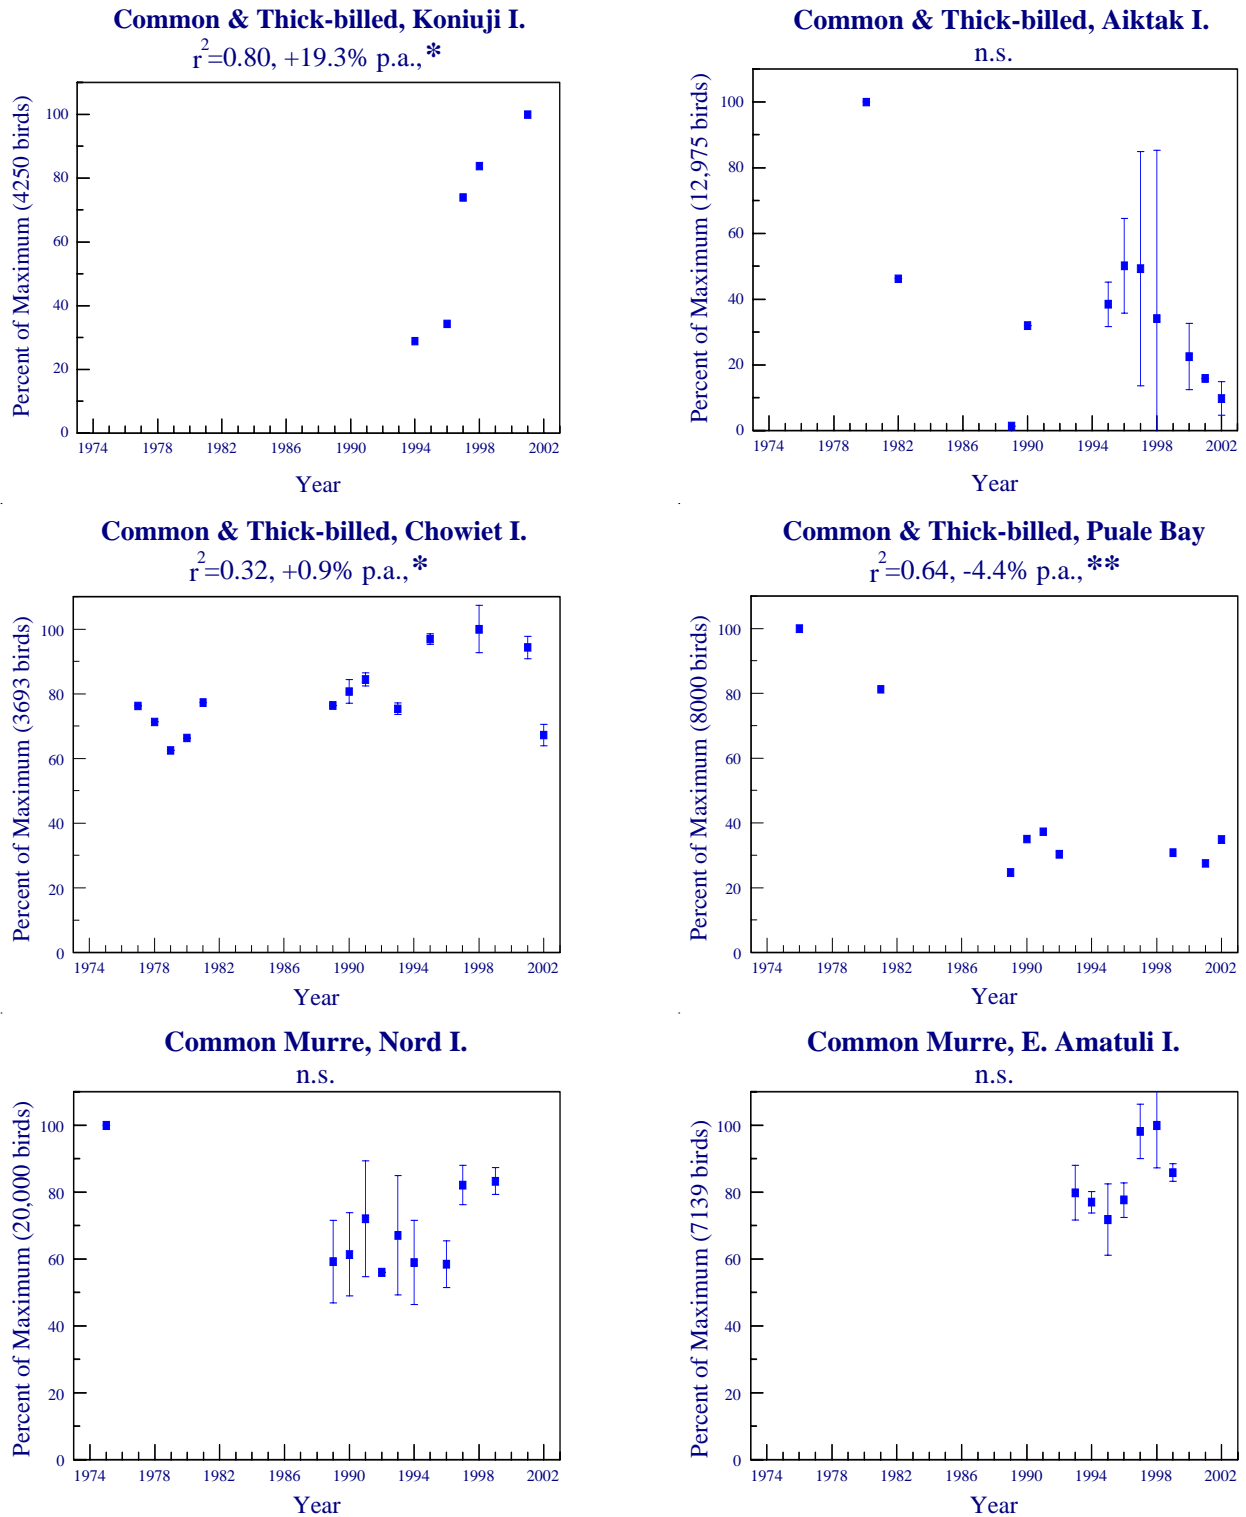 Common & Thick-billed, Koniuji I.
r²=0.80, +19.3% p.a.,*
Percent of Maximum (4250 birds)
100
80
60
40
20
0
1974 1978 1982 1986 1990 1994 1998 2002
Year
Common & Thick-billed, Aiktak I.
n.s.
Percent of Maximum (12,975 birds)
100
80
60
40
20
0
1974 1978 1982 1986 1990 1994 1998 2002
Year
Common & Thick-billed, Chowiet I.
r²=0.32, +0.9% p.a.,*
Percent of Maximum (3693 birds)
100
80
60
40
20
0
1974 1978 1982 1986 1990 1994 1998 2002
Year
Common & Thick-billed, Puale Bay
r²=0.64, -4.4% p.a.,**
Percent of Maximum (8000 birds)
100
80
60
40
20
0
1974 1978 1982 1986 1990 1994 1998 2002
Year
Common Murre, Nord I.
n.s.
Percent of Maximum (20,000 birds)
100
80
60
40
20
0
1974 1978 1982 1986 1990 1994 1998 2002
Year
Common Murre, E. Amatuli I.
n.s.
Percent of Maximum (7139 birds)
100
80
60
40
20
0
1974 1978 1982 1986 1990 1994 1998 2002
Year